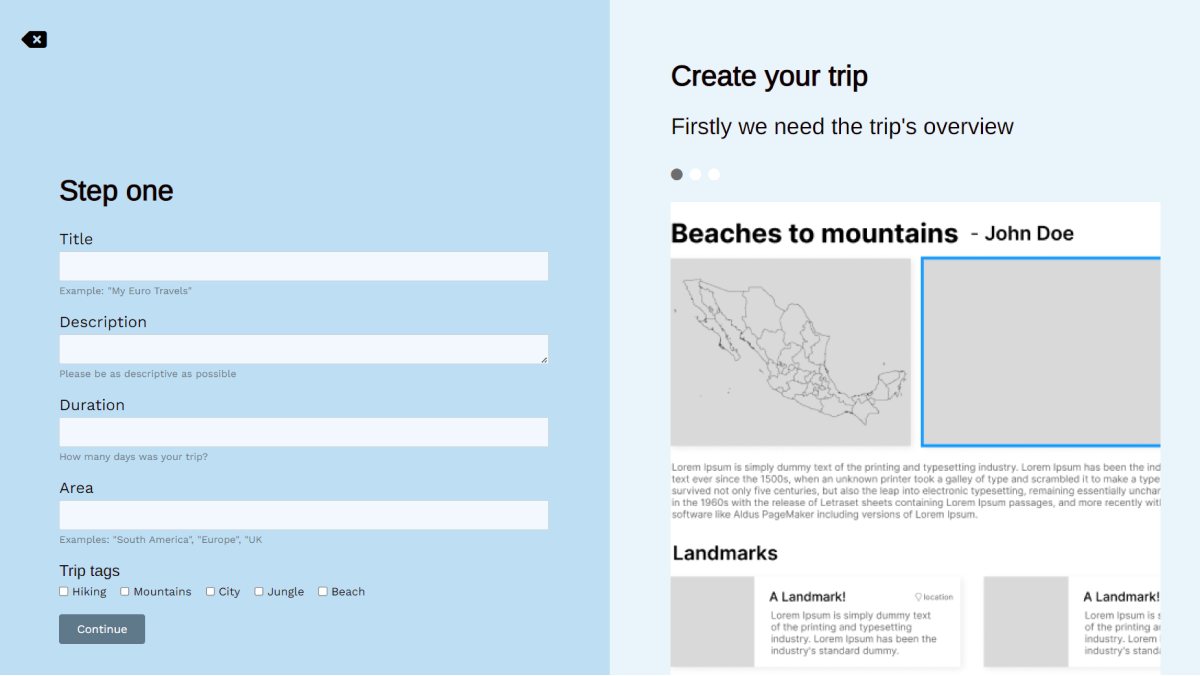 Step one
Title
Example: "My Euro Travels"
Description
Please be as descriptive as possible
Duration
How many days was your trip?
Area
Examples: "South America", "Europe", "UK
Trip tags
Hiking Mountains City Jungle Beach
Continue
Create your trip
Firstly we need the trip's overview
Beaches to mountains - John Doe
Lorem Ipsum is simply dummy text of the printing and typesetting industry. Lorem Ipsum has been the ind
text ever since the 1500s, when an unknown printer took a galley of type and scrambled it to make a type
survived not only five centuries, but also the leap into electronic typesetting, remaining essentially unchar
in the 1960s with the release of Letraset sheets containing Lorem Ipsum passages, and more recently wit
software like Aldus PageMaker including versions of Lorem Ipsum.
Landmarks
A Landmark! location
Lorem Ipsum is simply dummy text
of the printing and typesetting
industry. Lorem Ipsum has been the
industry's standard dummy.
A Landmark!
Lorem Ipsum is s
of the printing a
industry. Lorem
industry's standa